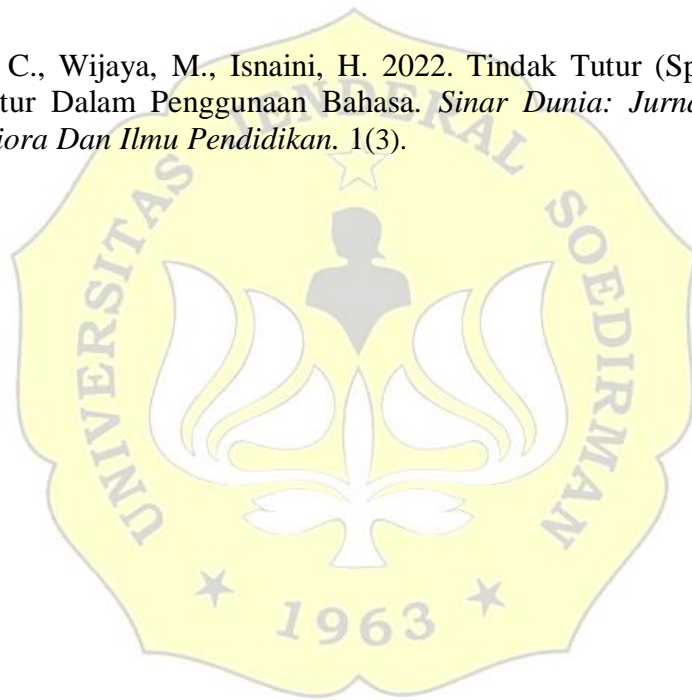 C., Wijaya, M., Isnaini, H. 2022. Tindak Tutur (Sp
tur Dalam Penggunaan Bahasa. Sinar Dunia: Jurna
iora Dan Ilmu Pendidikan. 1(3).
UNIVERSITAS JENDERAL SOEDIRMAN
1963